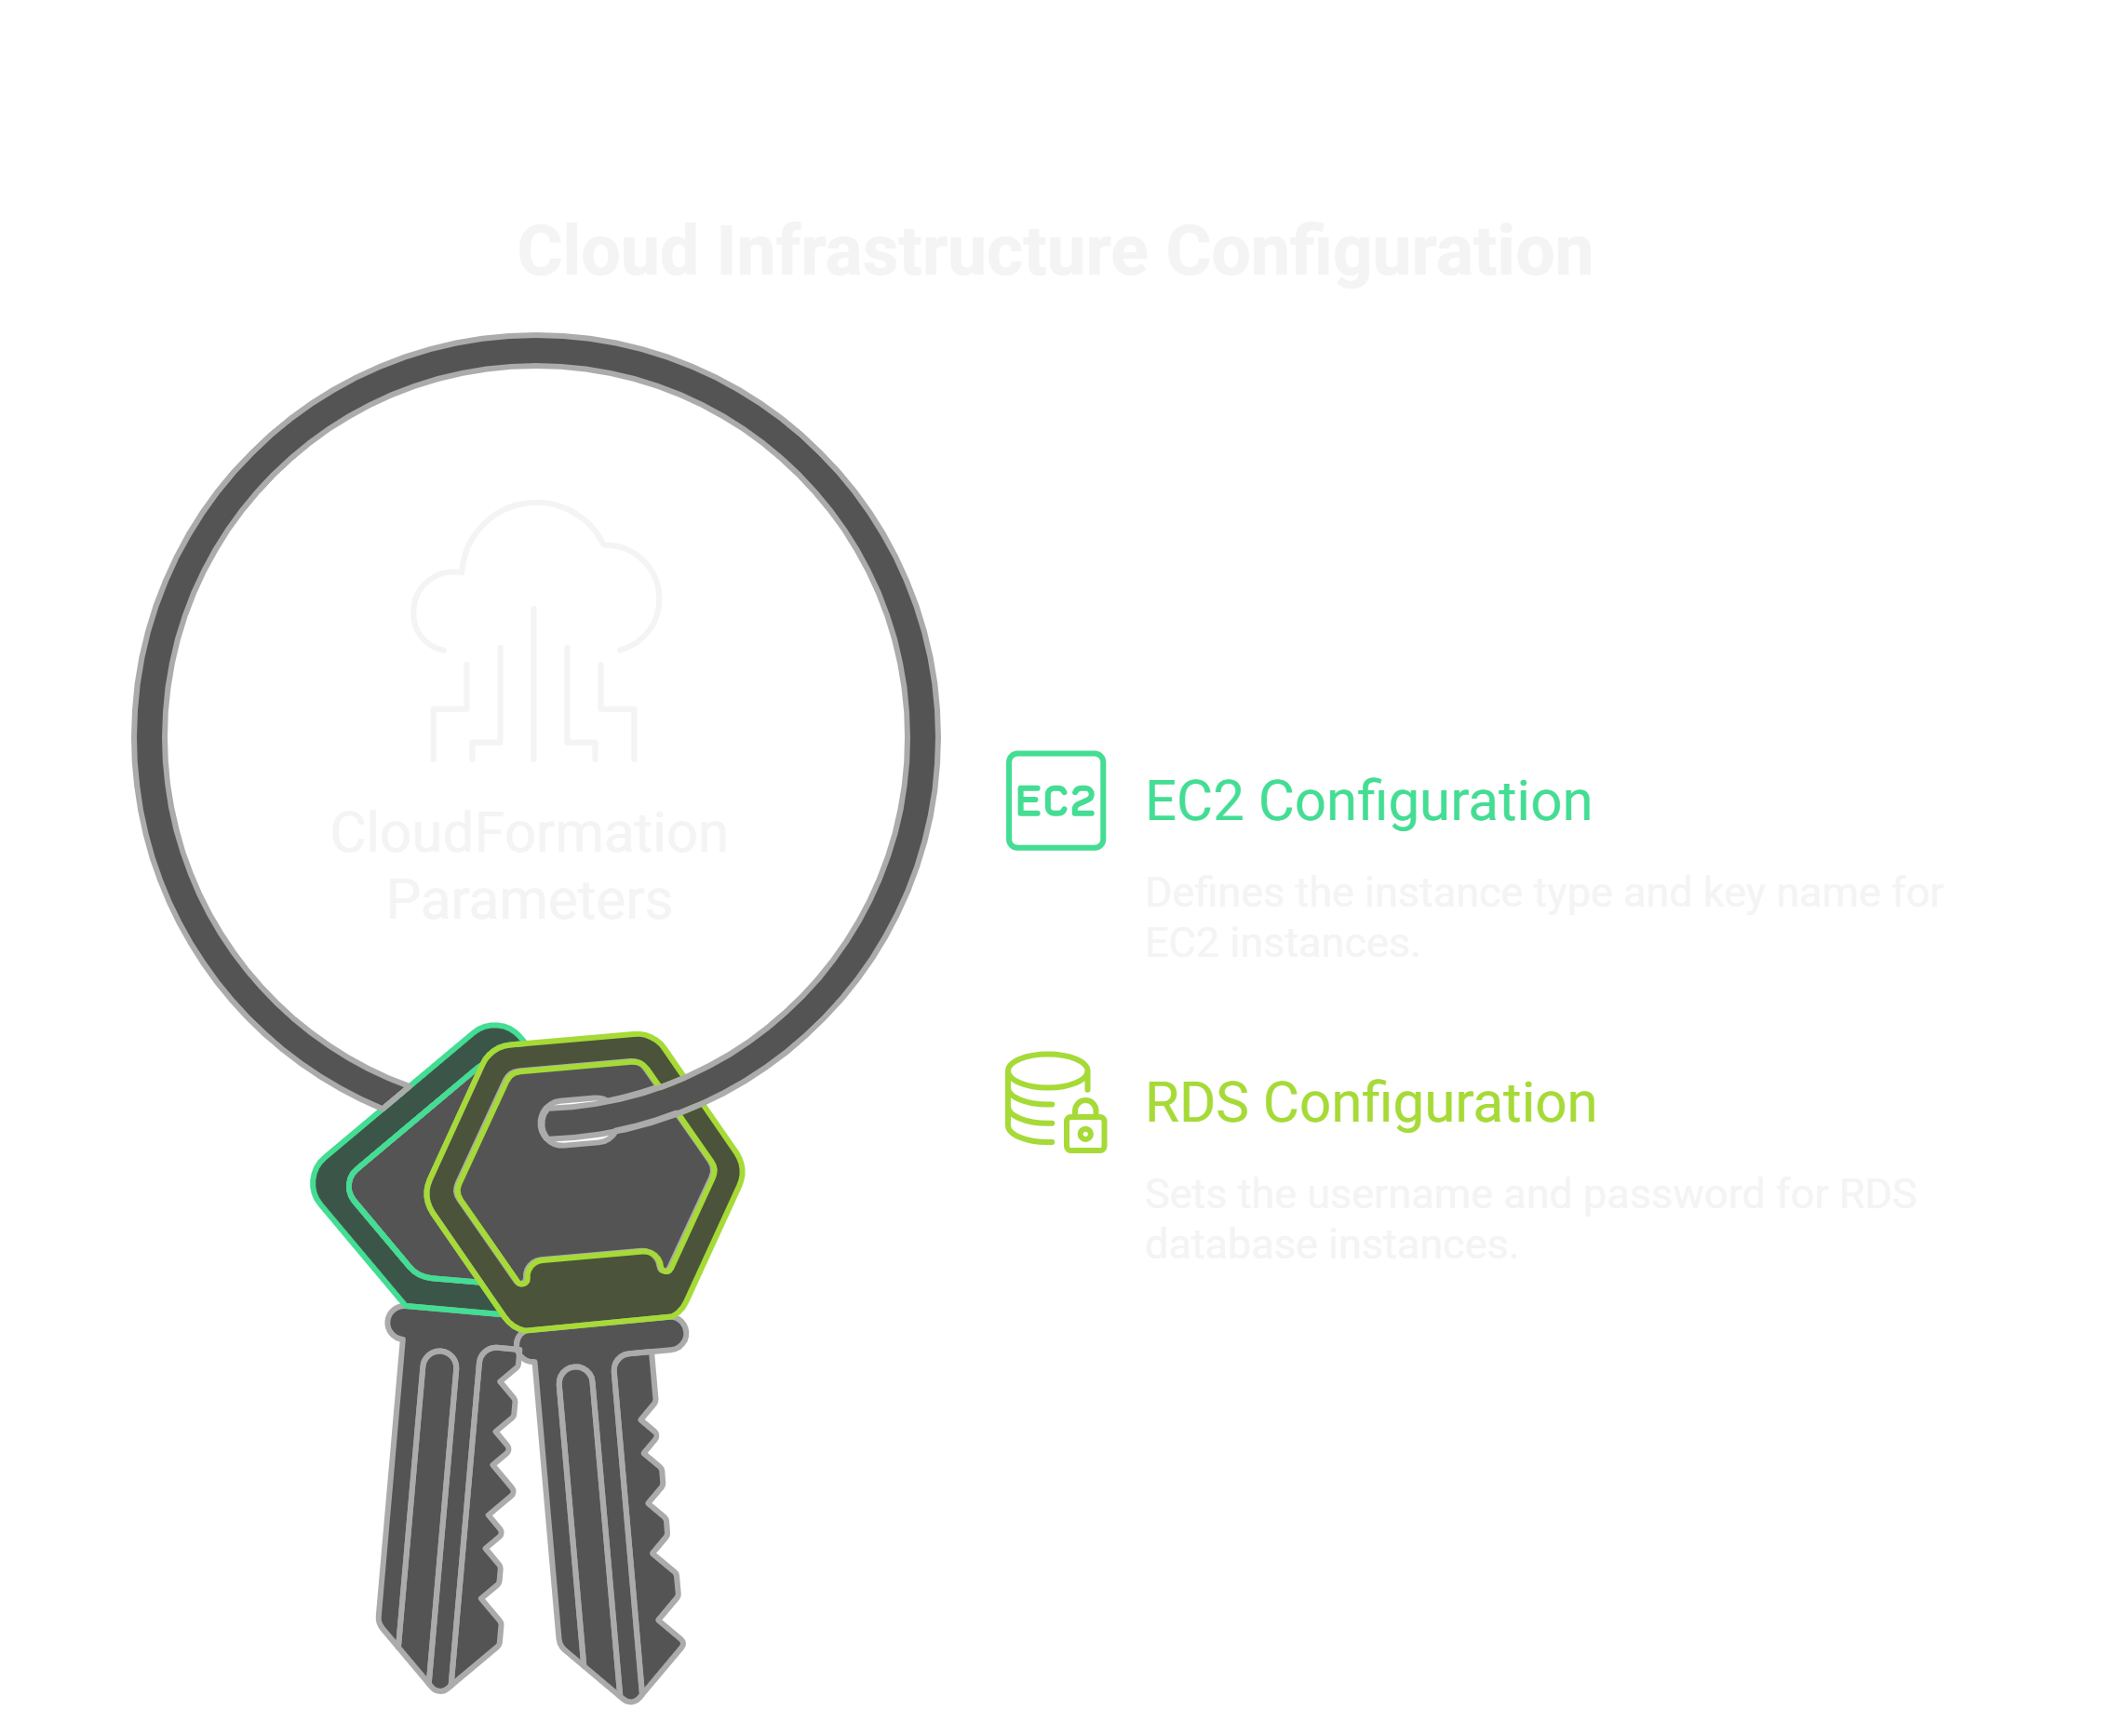 Cloud Infrastructure Configuration
CloudFormation
Parameters
EC2
EC2 Configuration
Defines the instance type and key name for
EC2 instances.
RDS Configuration
Sets the username and password for RDS
database instances.